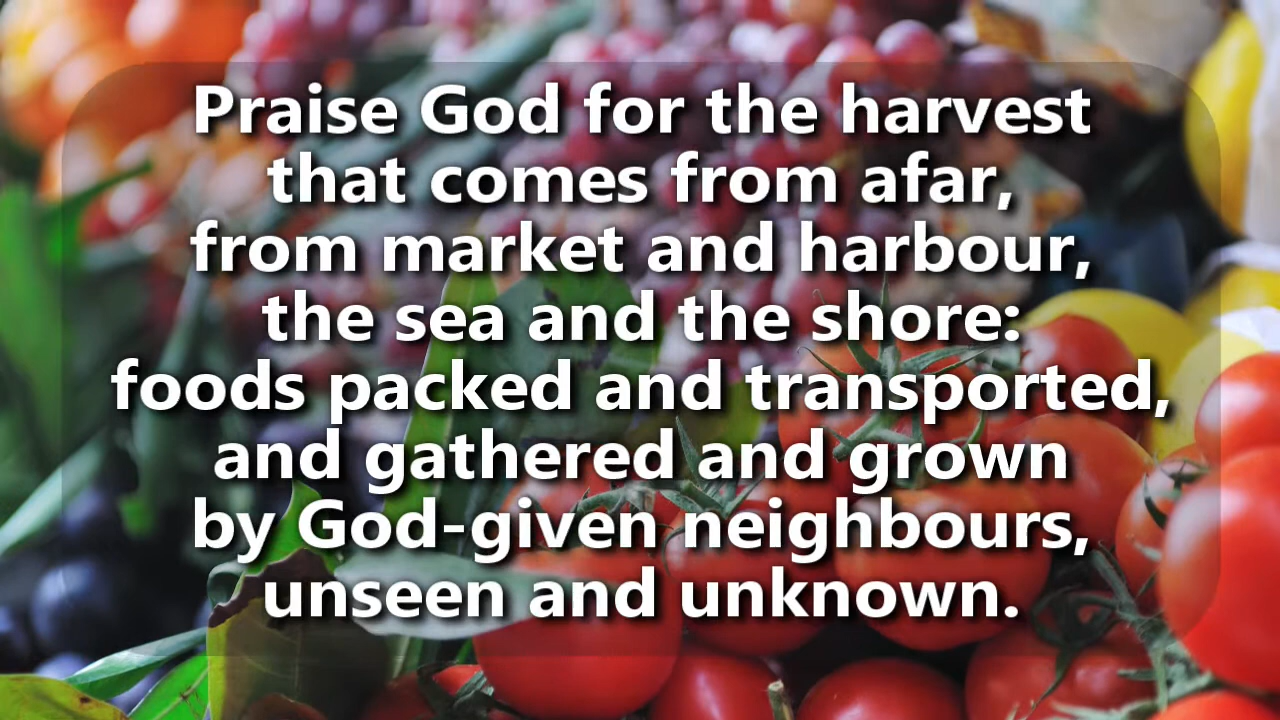 Praise God for the harvest
that comes from afar,
from market and harbour,
the sea and the shore:
foods packed and transported,
and gathered and grown
by God-given neighbours,
unseen and unknown.